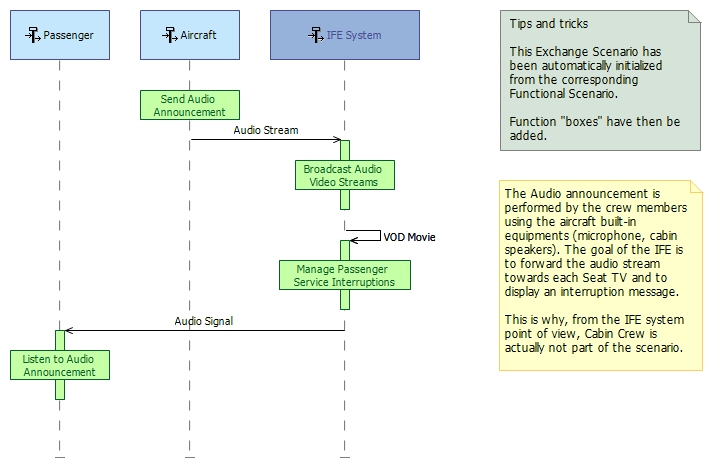 Passenger
Aircraft
IFE System
Send Audio
Announcement
Audio Stream
Broadcast Audio
Video Streams
VOD Movie
Manage Passenger
Service Interruptions
Audio Signal
Listen to Audio
Announcement
Tips and tricks
This Exchange Scenario has
been automatically initialized
from the corresponding
Functional Scenario.
Function "boxes" have then be
added.
The Audio announcement is
performed by the crew members
using the aircraft built-in
equipments (microphone, cabin
speakers). The goal of the IFE is
to forward the audio stream
towards each Seat TV and to
display an interruption message.
This is why, from the IFE system
point of view, Cabin Crew is
actually not part of the scenario.